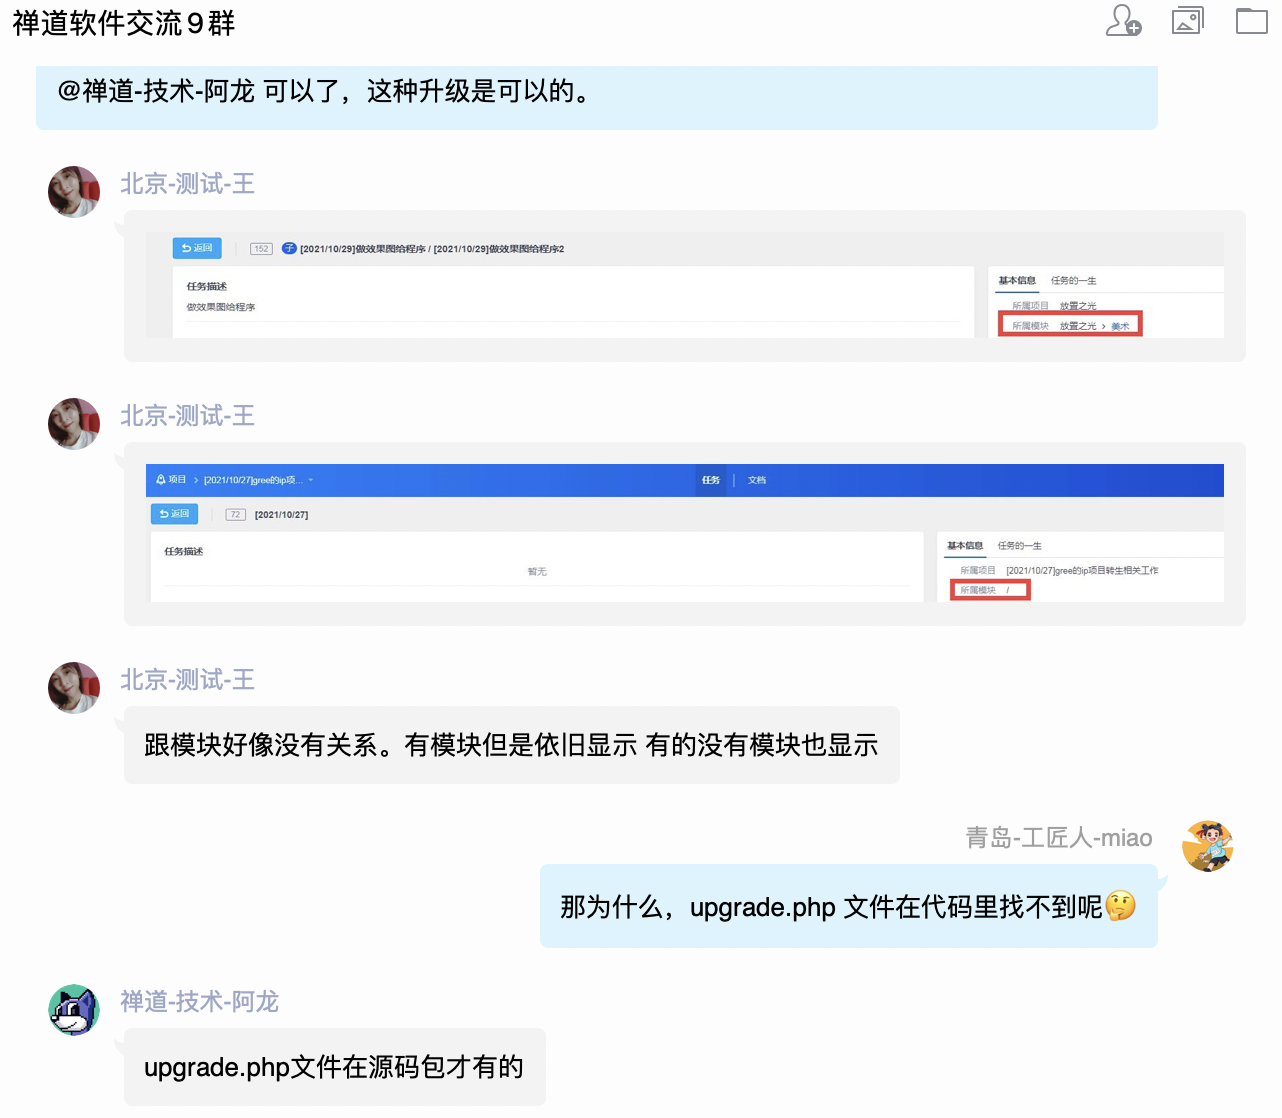 禅道软件交流9群
@禅道-技术-阿龙 可以了，这种升级是可以的。
北京-测试-王
返回 152 子 [2021/10/29]做效果图给程序 / [2021/10/29]做效果图给程序2
任务描述
做效果图给程序
基本信息 任务的一生
所属项目 放置之光
所属模块 放置之光 > 美术
北京-测试-王
项目 > [2021/10/27]gree的ip项... 任务 文档
返回 72 [2021/10/27]
任务描述
暂无
基本信息 任务的一生
所属项目 [2021/10/27]gree的ip项目转生相关工作
所属模块 /
北京-测试-王
跟模块好像没有关系。有模块但是依旧显示 有的没有模块也显示
青岛-工匠人-miao
那为什么，upgrade.php 文件在代码里找不到呢🤔
禅道-技术-阿龙
upgrade.php文件在源码包才有的